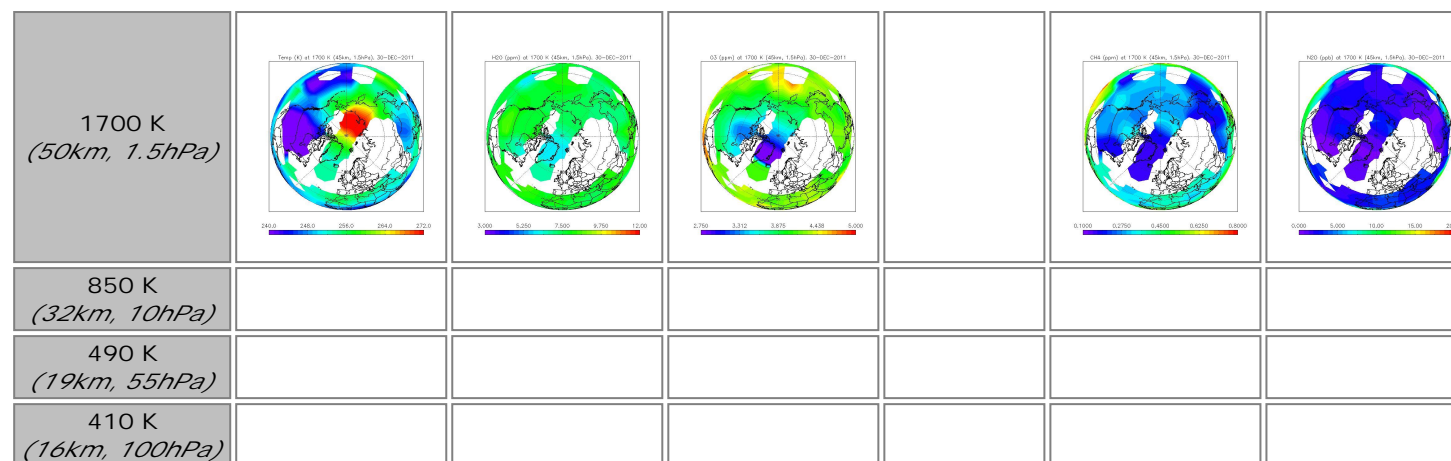 1700 K
(50km, 1.5hPa)
Temp (K) at 1700 K (45km, 1.5hPa), 30-DEC-2011
240.0 248.0 256.0 264.0 272.0
H2O (ppm) at 1700 K (45km, 1.5hPa), 30-DEC-2011
3.000 5.250 7.500 9.750 12.00
O3 (ppm) at 1700 K (45km, 1.5hPa), 30-DEC-2011
2.750 3.312 3.875 4.438 5.000
CH4 (ppm) at 1700 K (45km, 1.5hPa), 30-DEC-2011
0.1000 0.2750 0.4500 0.6250 0.8000
N2O (ppb) at 1700 K (45km, 1.5hPa), 30-DEC-2011
0.000 5.000 10.00 15.00
850 K
(32km, 10hPa)
490 K
(19km, 55hPa)
410 K
(16km, 100hPa)